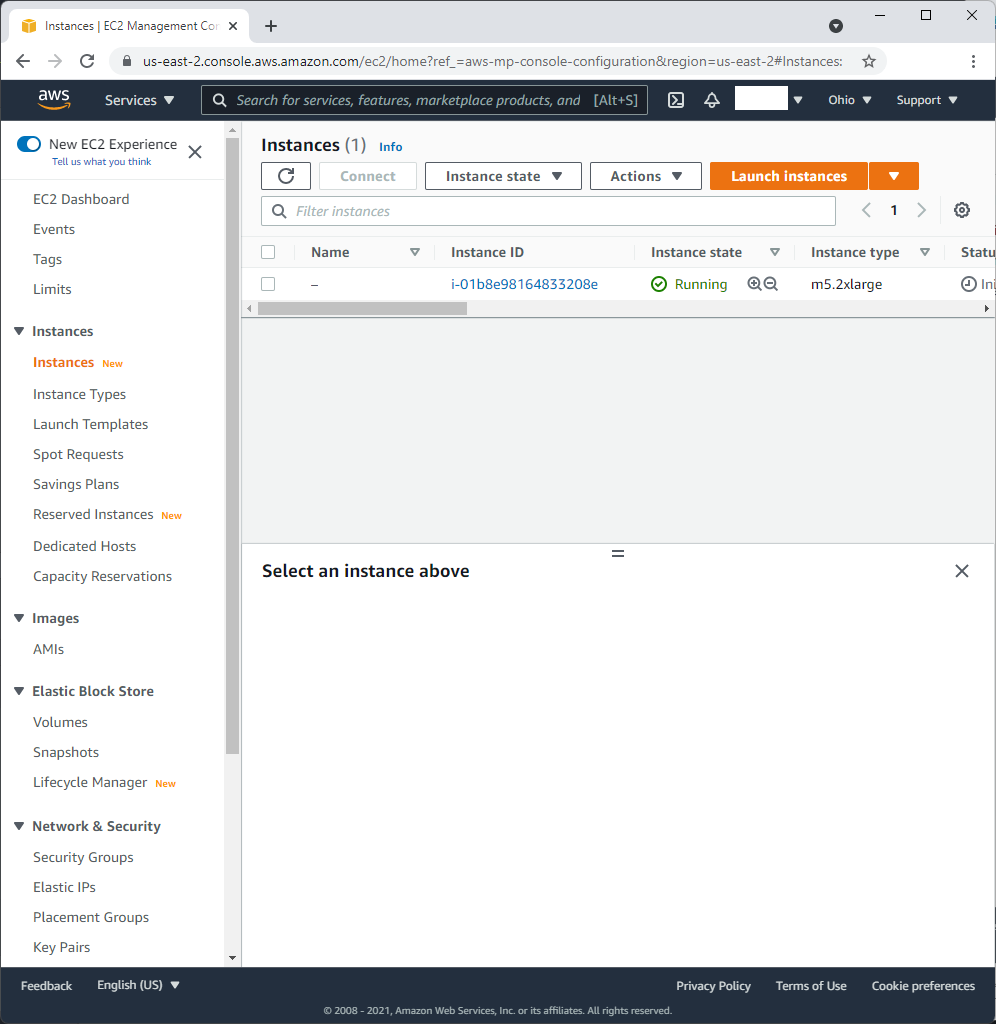 Instances | EC2 Management Con
us-east-2.console.aws.amazon.com/ec2/home?ref_=aws-mp-console-configuration&region=us-east-2#Instances:
aws Services Search for services, features, marketplace products, and [Alt+S] Ohio Support
New EC2 Experience
Tell us what you think
EC2 Dashboard
Events
Tags
Limits
Instances
Instances New
Instance Types
Launch Templates
Spot Requests
Savings Plans
Reserved Instances New
Dedicated Hosts
Capacity Reservations
Images
AMIs
Elastic Block Store
Volumes
Snapshots
Lifecycle Manager New
Network & Security
Security Groups
Elastic IPs
Placement Groups
Key Pairs
Instances (1) Info
Connect Instance state Actions Launch instances
Filter instances
1
Name Instance ID Instance state Instance type Statu
– i-01b8e98164833208e Running m5.2xlarge Ini
Select an instance above
Feedback English (US) Privacy Policy Terms of Use Cookie preferences
© 2008 - 2021, Amazon Web Services, Inc. or its affiliates. All rights reserved.